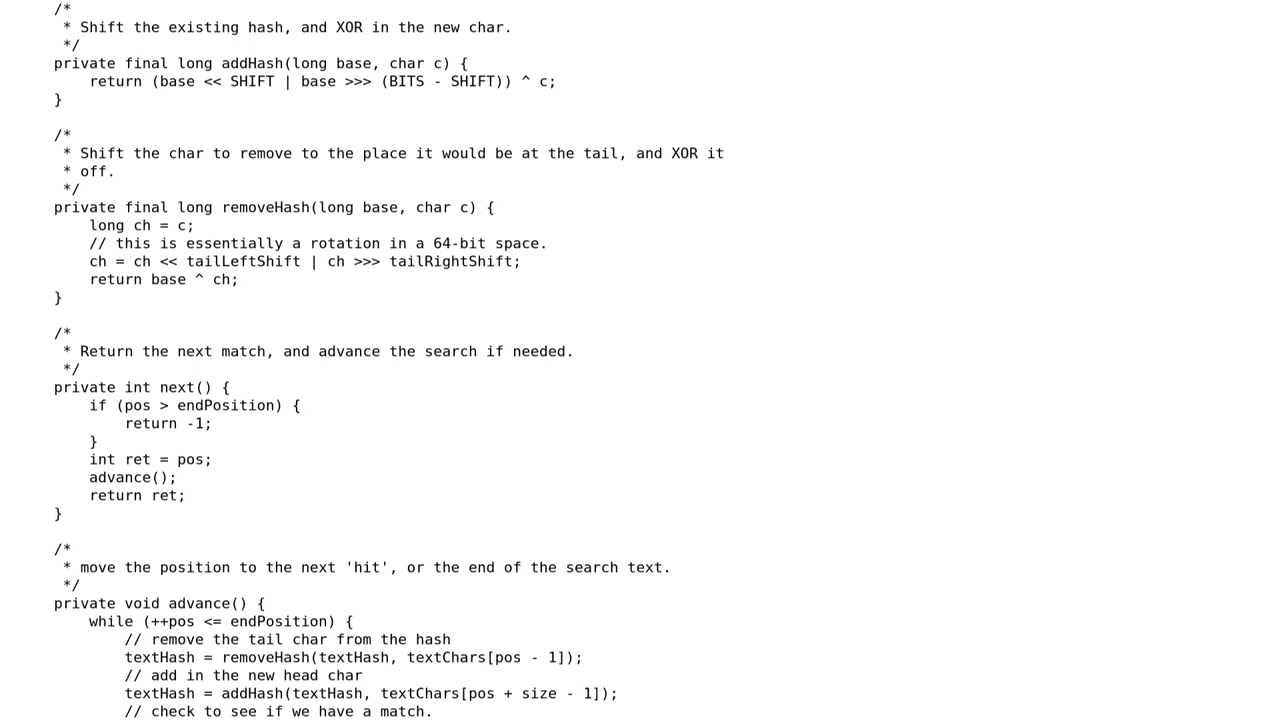 /*
 * Shift the existing hash, and XOR in the new char.
 */
private final long addHash(long base, char c) {
    return (base << SHIFT | base >>> (BITS - SHIFT)) ^ c;
}

/*
 * Shift the char to remove to the place it would be at the tail, and XOR it
 * off.
 */
private final long removeHash(long base, char c) {
    long ch = c;
    // this is essentially a rotation in a 64-bit space.
    ch = ch << tailLeftShift | ch >>> tailRightShift;
    return base ^ ch;
}

/*
 * Return the next match, and advance the search if needed.
 */
private int next() {
    if (pos > endPosition) {
        return -1;
    }
    int ret = pos;
    advance();
    return ret;
}

/*
 * move the position to the next 'hit', or the end of the search text.
 */
private void advance() {
    while (++pos <= endPosition) {
        // remove the tail char from the hash
        textHash = removeHash(textHash, textChars[pos - 1]);
        // add in the new head char
        textHash = addHash(textHash, textChars[pos + size - 1]);
        // check to see if we have a match.